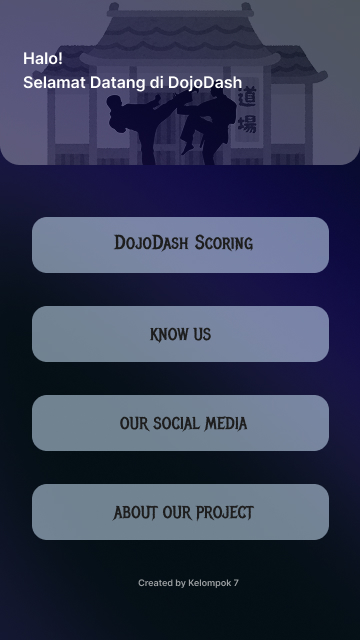 Halo!
Selamat Datang di DojoDash
道
場
DojoDash Scoring
KNOW US
OUR SOCIAL MEDIA
ABOUT OUR PROJECT
Created by Kelompok 7